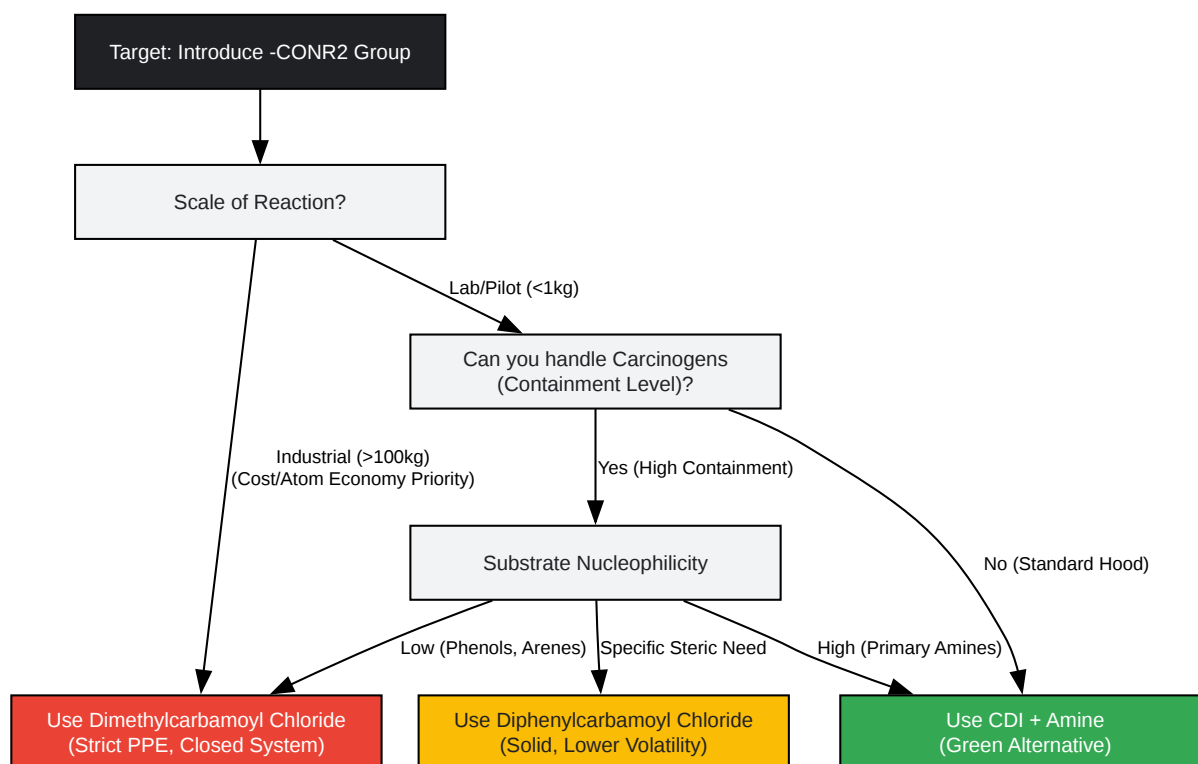 Target: Introduce -CONR2 Group
Scale of Reaction?
Lab/Pilot (<1kg)
Can you handle Carcinogens
(Containment Level)?
Industrial (>100kg)
(Cost/Atom Economy Priority)
Yes (High Containment)
Substrate Nucleophilicity
No (Standard Hood)
Low (Phenols, Arenes)
Specific Steric Need
High (Primary Amines)
Use Dimethylcarbamoyl Chloride
(Strict PPE, Closed System)
Use Diphenylcarbamoyl Chloride
(Solid, Lower Volatility)
Use CDI + Amine
(Green Alternative)